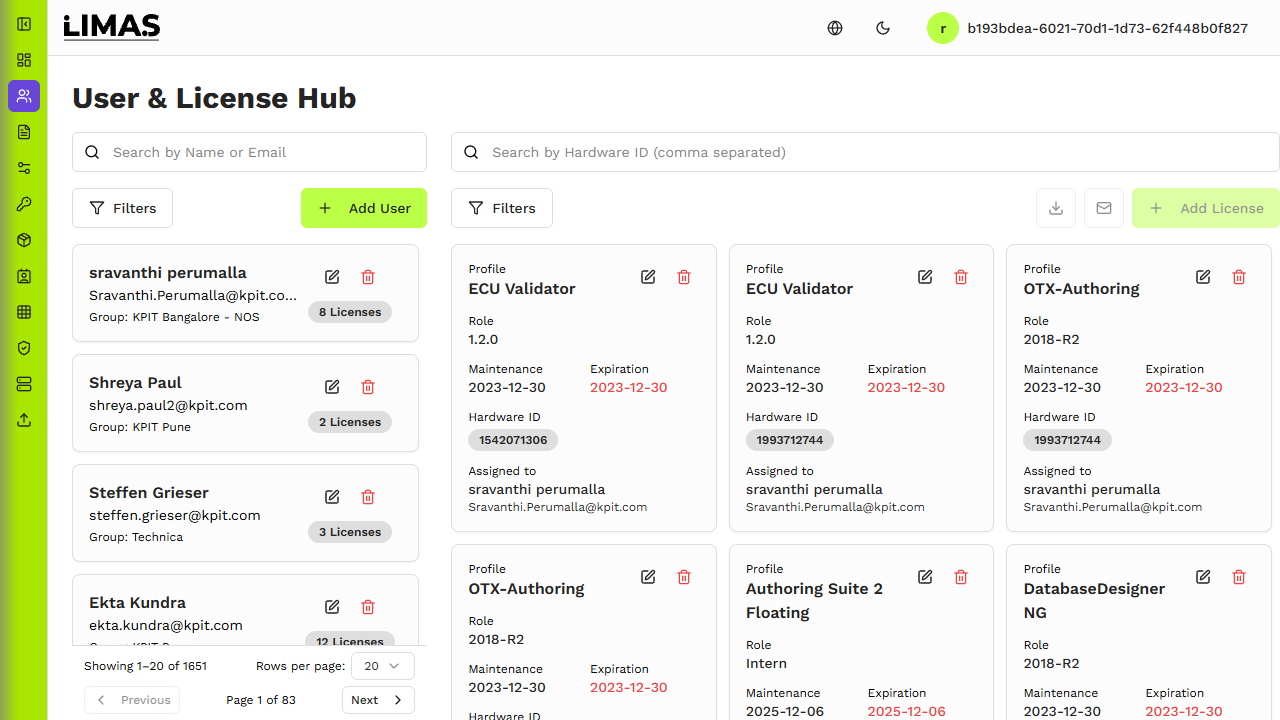 LIMAS
r
b193bdea-6021-70d1-1d73-62f448b0f827
User & License Hub
Search by Name or Email
Search by Hardware ID (comma separated)
Filters
Add User
Filters
Add License
sravanthi perumalla
Sravanthi.Perumalla@kpit.co...
Group: KPIT Bangalore - NOS
8 Licenses
Shreya Paul
shreya.paul2@kpit.com
Group: KPIT Pune
2 Licenses
Steffen Grieser
steffen.grieser@kpit.com
Group: Technica
3 Licenses
Ekta Kundra
ekta.kundra@kpit.com
12 Licenses
Showing 1–20 of 1651
Rows per page:
20
Previous
Page 1 of 83
Next
Profile
ECU Validator
Role
1.2.0
Maintenance
Expiration
2023-12-30
2023-12-30
Hardware ID
1542071306
Assigned to
sravanthi perumalla
Sravanthi.Perumalla@kpit.com
Profile
ECU Validator
Role
1.2.0
Maintenance
Expiration
2023-12-30
2023-12-30
Hardware ID
1993712744
Assigned to
sravanthi perumalla
Sravanthi.Perumalla@kpit.com
Profile
OTX-Authoring
Role
2018-R2
Maintenance
Expiration
2023-12-30
2023-12-30
Hardware ID
1993712744
Assigned to
sravanthi perumalla
Sravanthi.Perumalla@kpit.com
Profile
OTX-Authoring
Role
2018-R2
Maintenance
Expiration
2023-12-30
2023-12-30
Hardware ID
Profile
Authoring Suite 2
Floating
Role
Intern
Maintenance
Expiration
2025-12-06
2025-12-06
Profile
DatabaseDesigner
NG
Role
2018-R2
Maintenance
Expiration
2023-12-30
2023-12-30